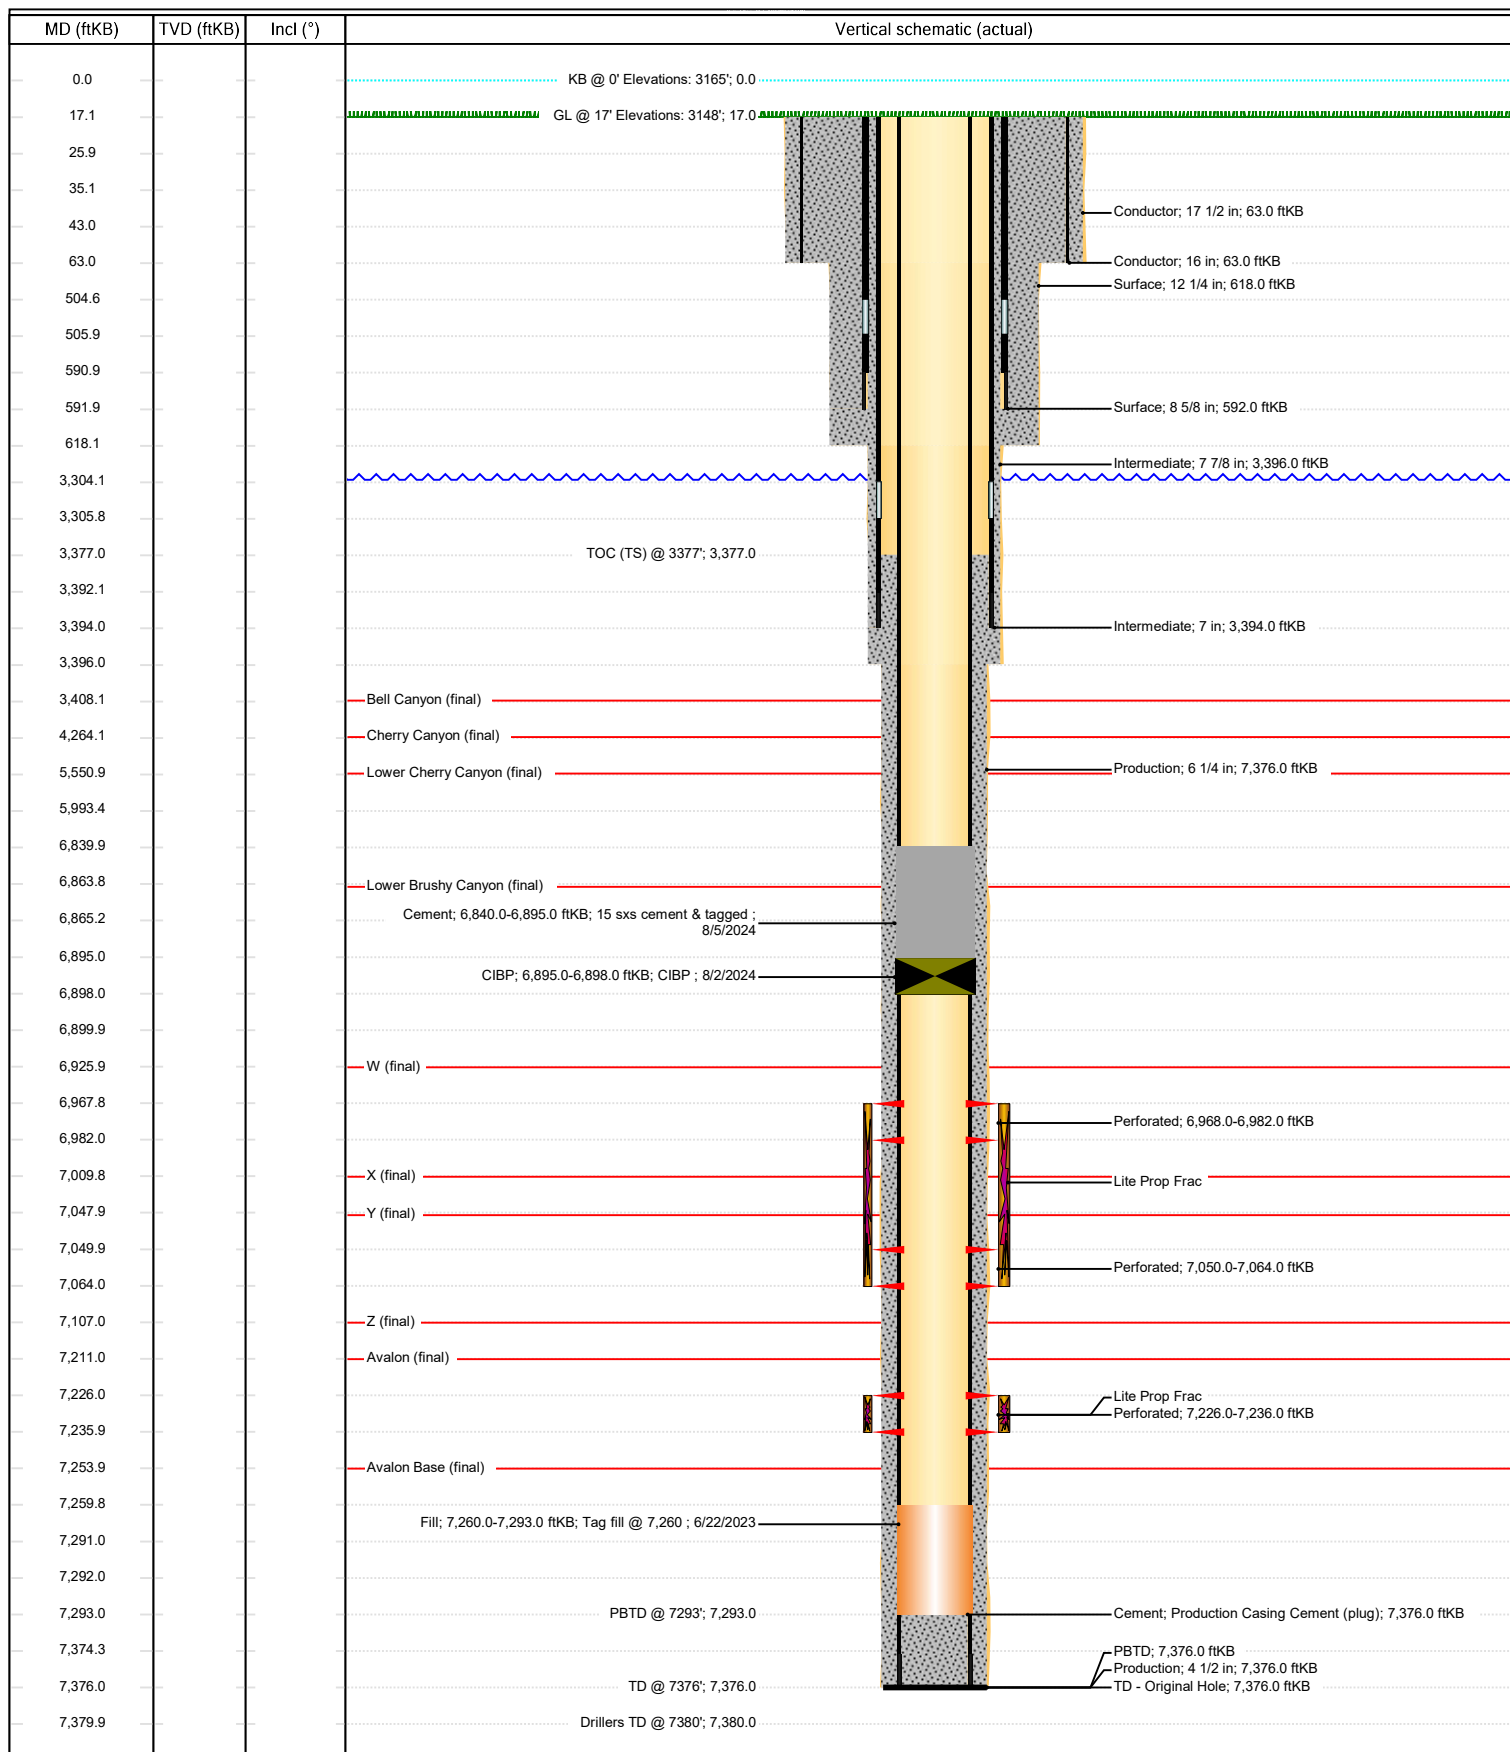 MD (ftKB) TVD (ftKB) Incl (°) Vertical schematic (actual)
0.0 KB @ 0' Elevations: 3165'; 0.0
17.1 GL @ 17' Elevations: 3148'; 17.0
25.9
35.1
Conductor; 17 1/2 in; 63.0 ftKB
43.0
63.0 Conductor; 16 in; 63.0 ftKB
Surface; 12 1/4 in; 618.0 ftKB
504.6
505.9
590.9
591.9 Surface; 8 5/8 in; 592.0 ftKB
618.1
Intermediate; 7 7/8 in; 3,396.0 ftKB
3,304.1
3,305.8
3,377.0 TOC (TS) @ 3377'; 3,377.0
3,392.1
3,394.0 Intermediate; 7 in; 3,394.0 ftKB
3,396.0
3,408.1 Bell Canyon (final)
4,264.1 Cherry Canyon (final)
5,550.9 Lower Cherry Canyon (final) Production; 6 1/4 in; 7,376.0 ftKB
5,993.4
6,839.9
6,863.8 Lower Brushy Canyon (final)
6,865.2 Cement; 6,840.0-6,895.0 ftKB; 15 sxs cement & tagged ;
8/5/2024
6,895.0
CIBP; 6,895.0-6,898.0 ftKB; CIBP ; 8/2/2024
6,898.0
6,899.9
6,925.9 W (final)
6,967.8
Perforated; 6,968.0-6,982.0 ftKB
6,982.0
7,009.8 X (final)
Lite Prop Frac
7,047.9 Y (final)
7,049.9
Perforated; 7,050.0-7,064.0 ftKB
7,064.0
7,107.0 Z (final)
7,211.0 Avalon (final)
7,226.0 Lite Prop Frac
Perforated; 7,226.0-7,236.0 ftKB
7,235.9
7,253.9 Avalon Base (final)
7,259.8
Fill; 7,260.0-7,293.0 ftKB; Tag fill @ 7,260 ; 6/22/2023
7,291.0
7,292.0
7,293.0 PBTD @ 7293'; 7,293.0 Cement; Production Casing Cement (plug); 7,376.0 ftKB
7,374.3 PBTD; 7,376.0 ftKB
Production; 4 1/2 in; 7,376.0 ftKB
7,376.0 TD @ 7376'; 7,376.0 TD - Original Hole; 7,376.0 ftKB
7,379.9 Drillers TD @ 7380'; 7,380.0